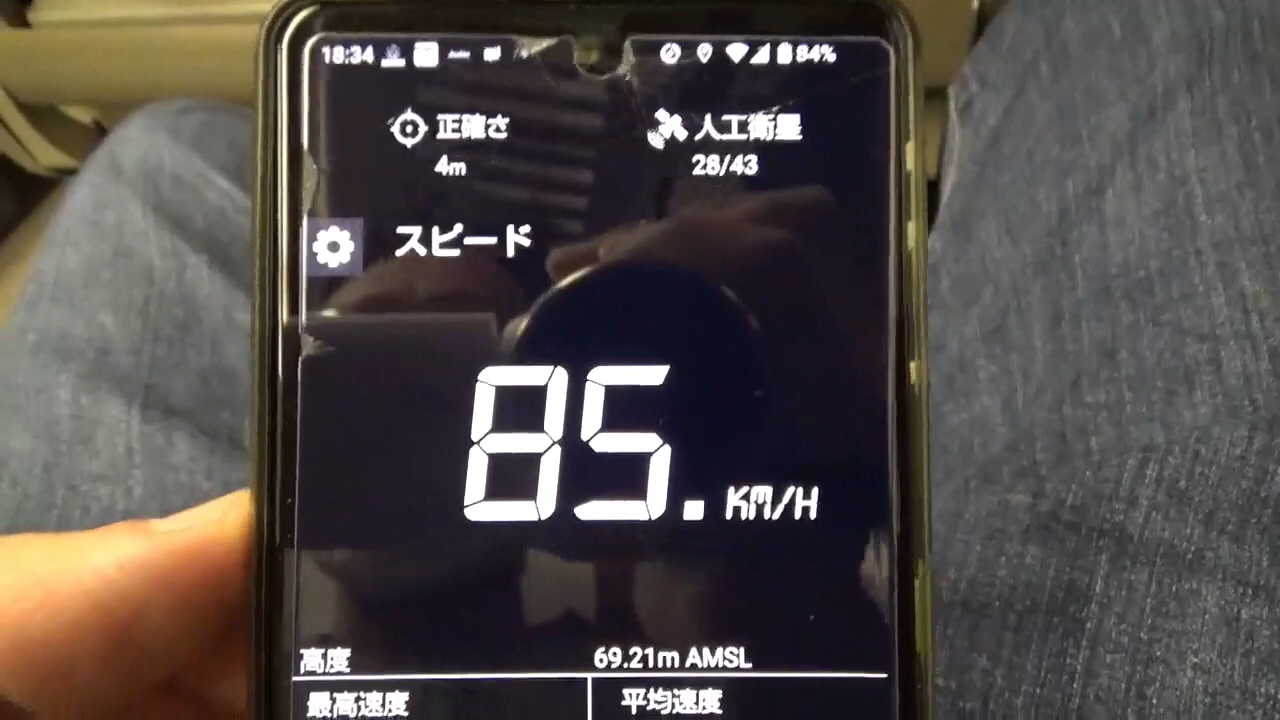 18:34 84%
正確さ 人工衛星
4m 28/43
スピード
85. KM/H
高度 69.21m AMSL
最高速度 平均速度